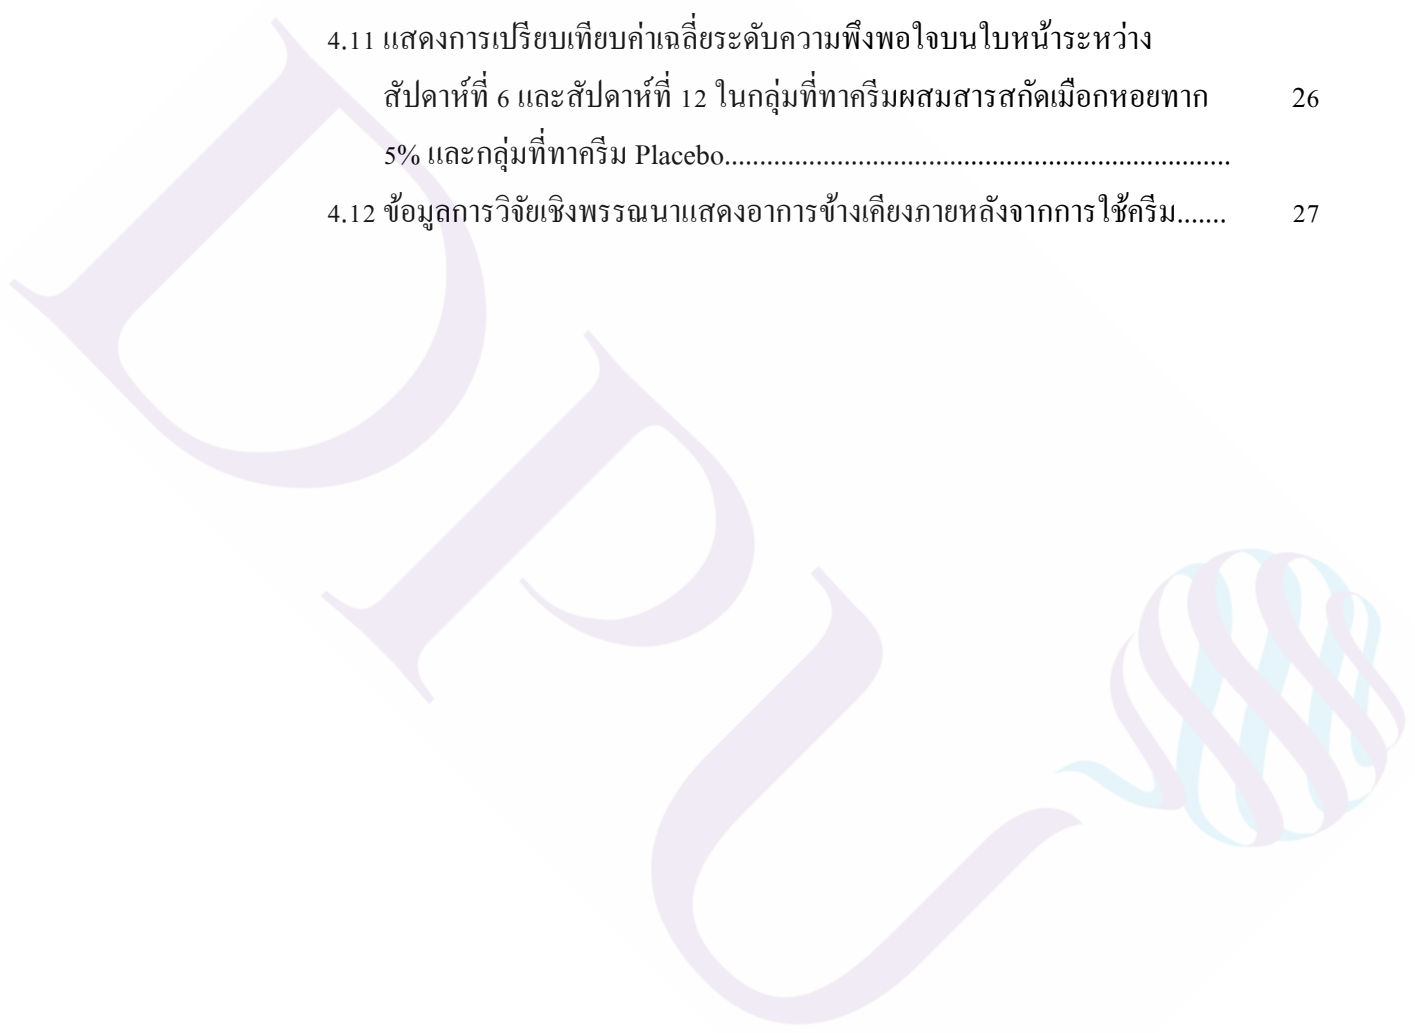 4.11 แสดงการเปรียบเทียบค่าเฉลี่ยระดับความพึงพอใจบนใบหน้าระหว่าง
สัปดาห์ที่ 6 และสัปดาห์ที่ 12 ในกลุ่มที่ทาครีมผสมสารสกัดเมือกหอยทาก 26
5% และกลุ่มที่ทาครีม Placebo.......................................................................
4.12 ข้อมูลการวิจัยเชิงพรรณนาแสดงอาการข้างเคียงภายหลังจากการใช้ครีม....... 27
DPU